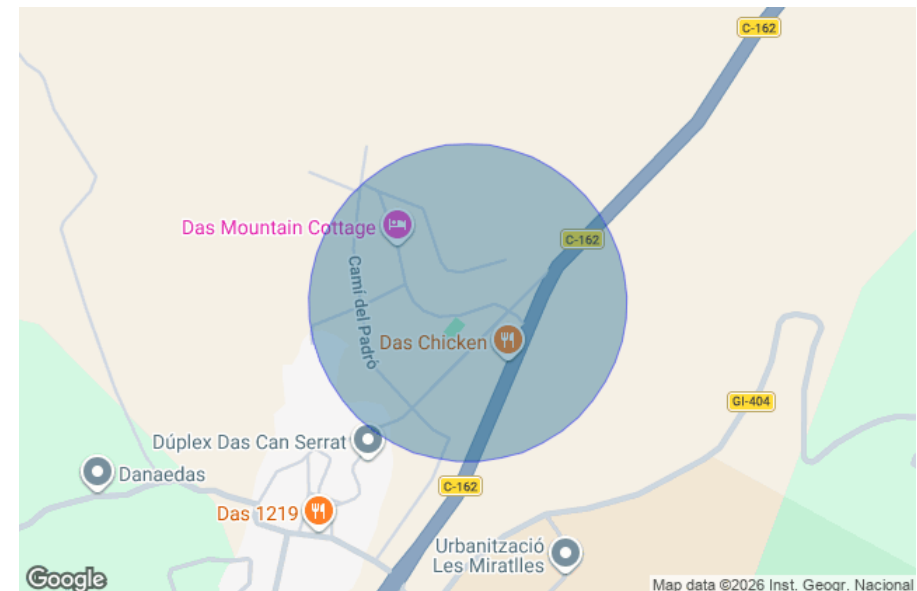 C-162
Das Mountain Cottage
C-162
Camí del Padró
Das Chicken
GI-404
Dúplex Das Can Serrat
Danaedas
C-162
Das 1219
Urbanització
Les Miratlles
Google
Map data ©2026 Inst. Geogr. Nacional